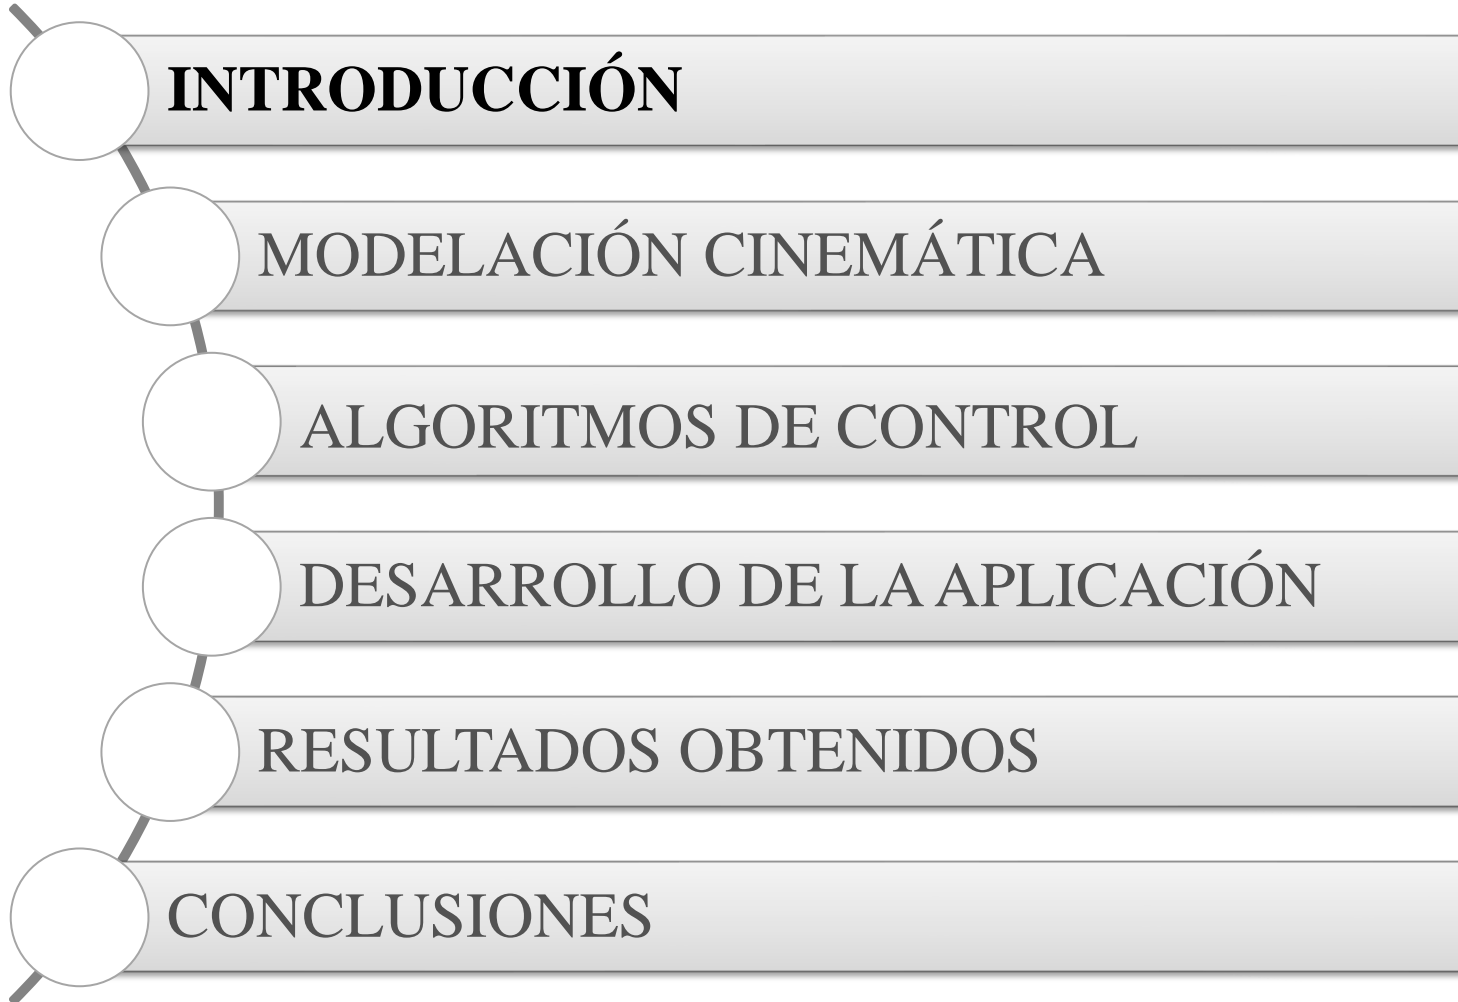 INTRODUCCIÓN
MODELACIÓN CINEMÁTICA
ALGORITMOS DE CONTROL
DESARROLLO DE LA APLICACIÓN
RESULTADOS OBTENIDOS
CONCLUSIONES